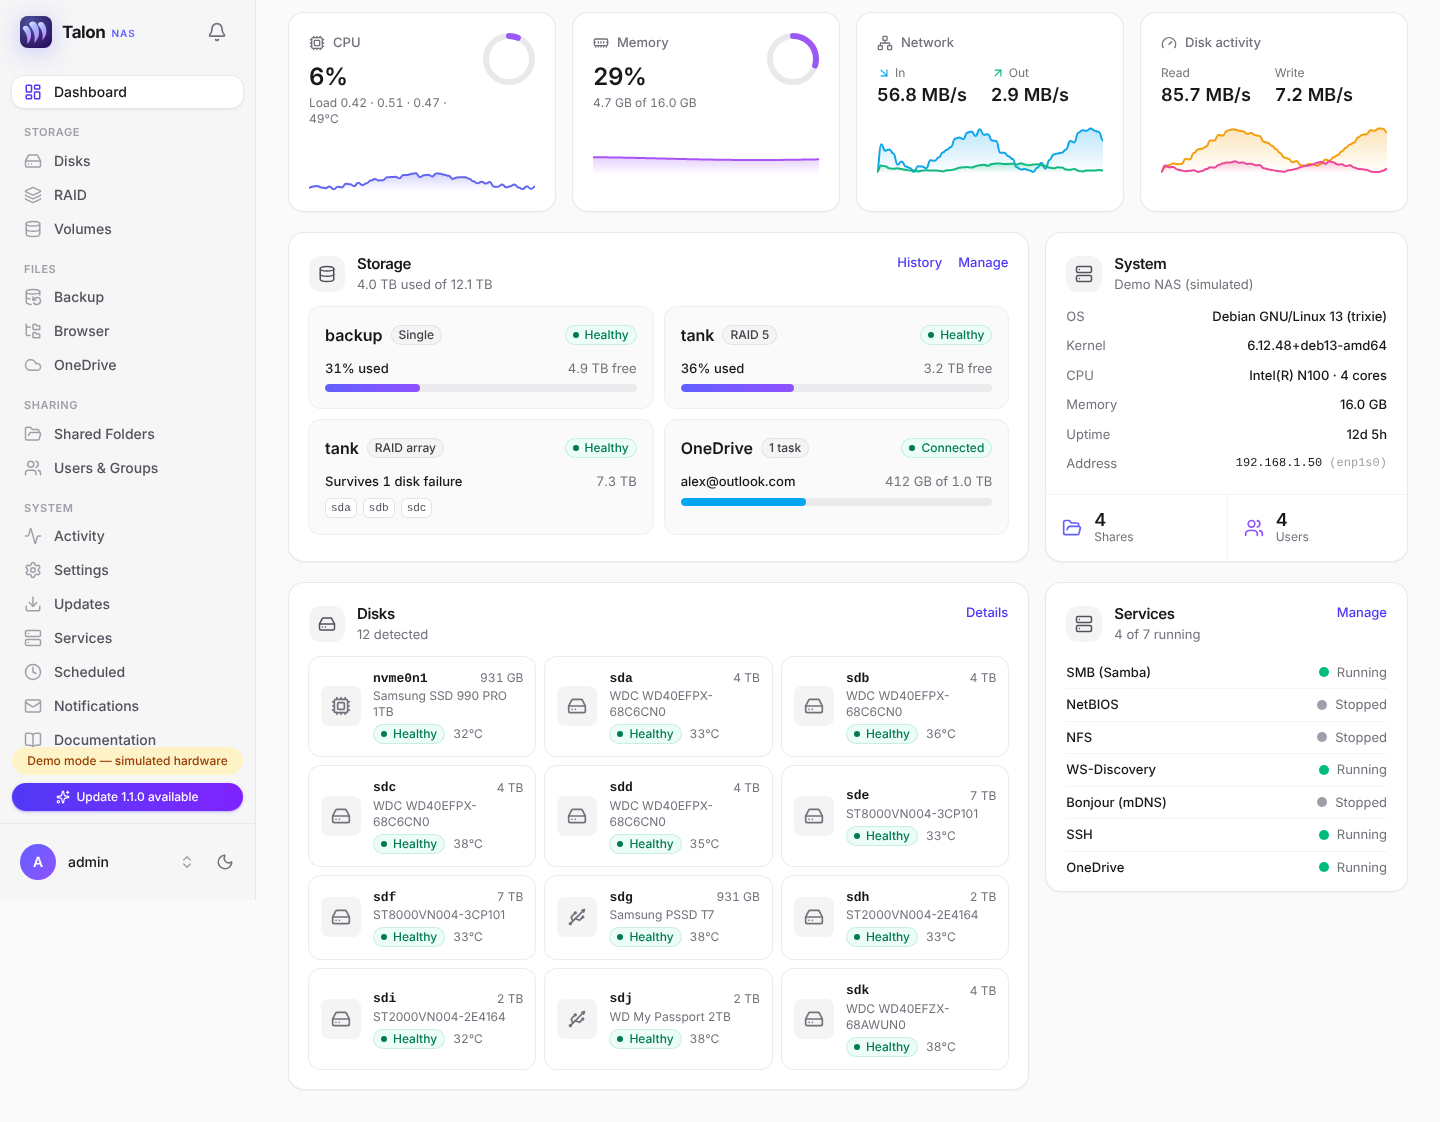 Talon NAS
Dashboard
STORAGE
Disks
RAID
Volumes
FILES
Backup
Browser
OneDrive
SHARING
Shared Folders
Users & Groups
SYSTEM
Activity
Settings
Updates
Services
Scheduled
Notifications
Documentation
Demo mode — simulated hardware
Update 1.1.0 available
A admin
CPU
6%
Load 0.42 · 0.51 · 0.47 ·
49°C
Memory
29%
4.7 GB of 16.0 GB
Network
In Out
56.8 MB/s 2.9 MB/s
Disk activity
Read Write
85.7 MB/s 7.2 MB/s
Storage
4.0 TB used of 12.1 TB
History Manage
backup Single Healthy
31% used 4.9 TB free
tank RAID 5 Healthy
36% used 3.2 TB free
tank RAID array Healthy
Survives 1 disk failure 7.3 TB
sda sdb sdc
OneDrive 1 task Connected
alex@outlook.com 412 GB of 1.0 TB
System
Demo NAS (simulated)
OS Debian GNU/Linux 13 (trixie)
Kernel 6.12.48+deb13-amd64
CPU Intel(R) N100 · 4 cores
Memory 16.0 GB
Uptime 12d 5h
Address 192.168.1.50 (enp1s0)
4
Shares
4
Users
Disks
12 detected
Details
nvme0n1 931 GB
Samsung SSD 990 PRO
1TB
Healthy 32°C
sda 4 TB
WDC WD40EFPX-
68C6CN0
Healthy 33°C
sdb 4 TB
WDC WD40EFPX-
68C6CN0
Healthy 36°C
sdc 4 TB
WDC WD40EFPX-
68C6CN0
Healthy 38°C
sdd 4 TB
WDC WD40EFPX-
68C6CN0
Healthy 35°C
sde 7 TB
ST8000VN004-3CP101
Healthy 33°C
sdf 7 TB
ST8000VN004-3CP101
Healthy 33°C
sdg 931 GB
Samsung PSSD T7
Healthy 38°C
sdh 2 TB
ST2000VN004-2E4164
Healthy 33°C
sdi 2 TB
ST2000VN004-2E4164
Healthy 32°C
sdj 2 TB
WD My Passport 2TB
Healthy 38°C
sdk 4 TB
WDC WD40EFZX-
68AWUN0
Healthy 38°C
Services
4 of 7 running
Manage
SMB (Samba) Running
NetBIOS Stopped
NFS Stopped
WS-Discovery Running
Bonjour (mDNS) Stopped
SSH Running
OneDrive Running